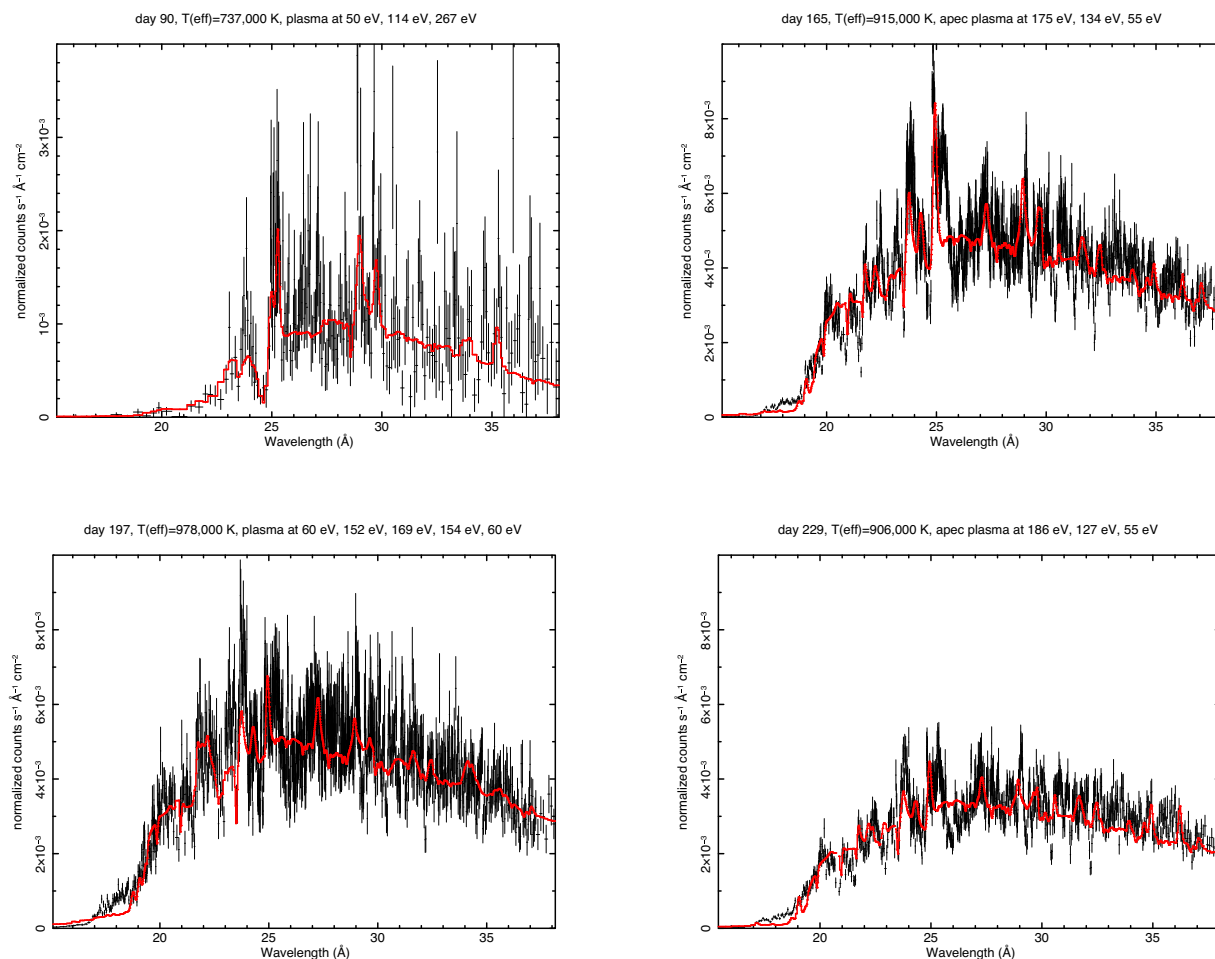 day 90, T(eff)=737,000 K, plasma at 50 eV, 114 eV, 267 eV
normalized counts s⁻¹ Å⁻¹ cm⁻²
0
10⁻³
2×10⁻³
3×10⁻³
20 25 30 35
Wavelength (Å)
day 165, T(eff)=915,000 K, apec plasma at 175 eV, 134 eV, 55 eV
normalized counts s⁻¹ Å⁻¹ cm⁻²
0
2×10⁻³
4×10⁻³
6×10⁻³
8×10⁻³
20 25 30 35
Wavelength (Å)
day 197, T(eff)=978,000 K, plasma at 60 eV, 152 eV, 169 eV, 154 eV, 60 eV
normalized counts s⁻¹ Å⁻¹ cm⁻²
0
2×10⁻³
4×10⁻³
6×10⁻³
8×10⁻³
20 25 30 35
Wavelength (Å)
day 229, T(eff)=906,000 K, apec plasma at 186 eV, 127 eV, 55 eV
normalized counts s⁻¹ Å⁻¹ cm⁻²
0
2×10⁻³
4×10⁻³
6×10⁻³
8×10⁻³
20 25 30 35
Wavelength (Å)